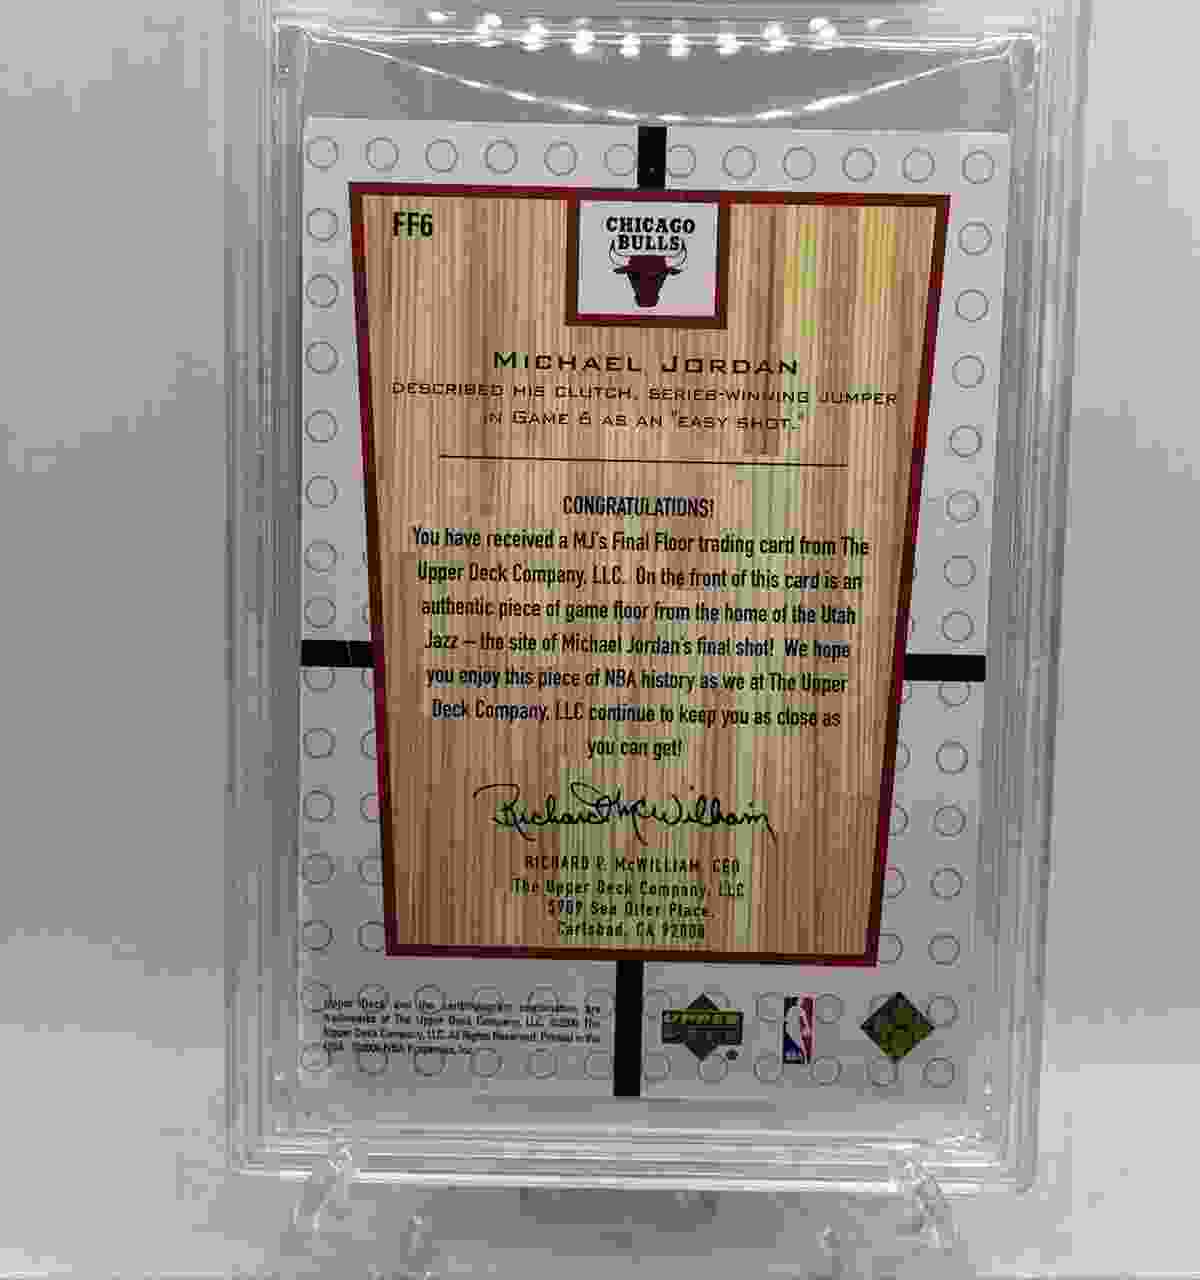 FF6
CHICAGO
BULLS
MICHAEL JORDAN
DESCRIBED HIS CLUTCH, SERIES-WINNING JUMPER
IN GAME 6 AS AN "EASY SHOT."
CONGRATULATIONS!
You have received a MJ's Final Floor trading card from The
Upper Deck Company, LLC. On the front of this card is an
authentic piece of game floor from the home of the Utah
Jazz – the site of Michael Jordan's final shot! We hope
you enjoy this piece of NBA history as we at The Upper
Deck Company, LLC continue to keep you as close as
you can get!
Richard McWilliam
RICHARD P. McWILLIAM, CEO
The Upper Deck Company, LLC
5909 Sea Otter Place,
Carlsbad, CA 92008
Upper Deck and the card/hologram combination are
trademarks of The Upper Deck Company, LLC. The
Upper Deck Company, LLC. All Rights Reserved. Printed in the
USA. NBA Properties, Inc.
UPPER DECK